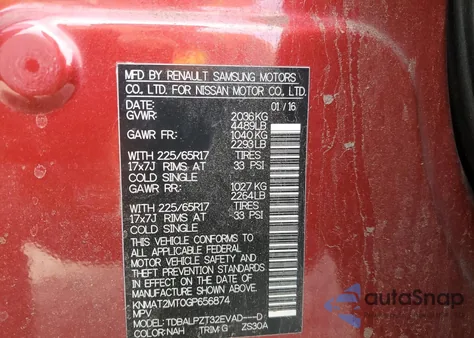 MFD BY RENAULT SAMSUNG MOTORS
CO. LTD. FOR NISSAN MOTOR CO., LTD.
DATE: 01/16
GVWR: 2036KG
4489LB
GAWR FR: 1040KG
2293LB
WITH 225/65R17 TIRES
17x7J RIMS AT 33 PSI
COLD SINGLE
GAWR RR: 1027 KG
2264LB
WITH 225/65R17 TIRES
17x7J RIMS AT 33 PSI
COLD SINGLE
THIS VEHICLE CONFORMS TO
ALL APPLICABLE FEDERAL
MOTOR VEHICLE SAFETY AND
THEFT PREVENTION STANDARDS
IN EFFECT ON THE DATE OF
MANUFACTURE SHOWN ABOVE.
KNMAT2MT0GP656874
MPV
MODEL: TDBALPZT32EVAD---D
COLOR:NAH TRIM:G ZS30A
autoSnap